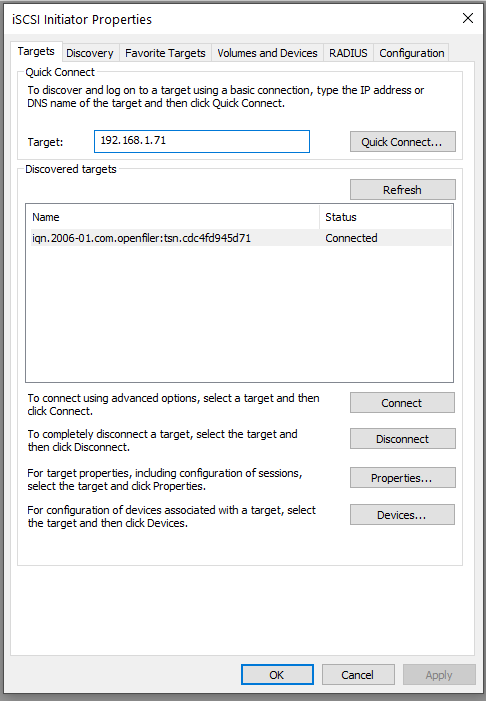 iSCSI Initiator Properties
Targets Discovery Favorite Targets Volumes and Devices RADIUS Configuration
Quick Connect
To discover and log on to a target using a basic connection, type the IP address or
DNS name of the target and then click Quick Connect.
Target: 192.168.1.71 Quick Connect...
Discovered targets
Refresh
Name Status
iqn.2006-01.com.openfiler:tsn.cdc4fd945d71 Connected
To connect using advanced options, select a target and then
click Connect.
Connect
To completely disconnect a target, select the target and
then click Disconnect.
Disconnect
For target properties, including configuration of sessions,
select the target and click Properties.
Properties...
For configuration of devices associated with a target, select
the target and then click Devices.
Devices...
OK Cancel Apply